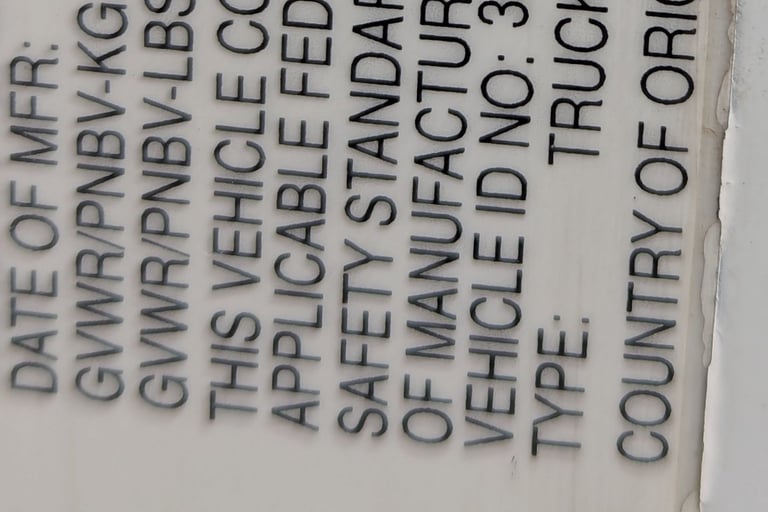 DATE OF MFR:
GVWR/PNBV-KG
GVWR/PNBV-LBS
THIS VEHICLE CO
APPLICABLE FED
SAFETY STANDAR
OF MANUFACTUR
VEHICLE ID NO: 3
TYPE: TRUCK
COUNTRY OF ORIG